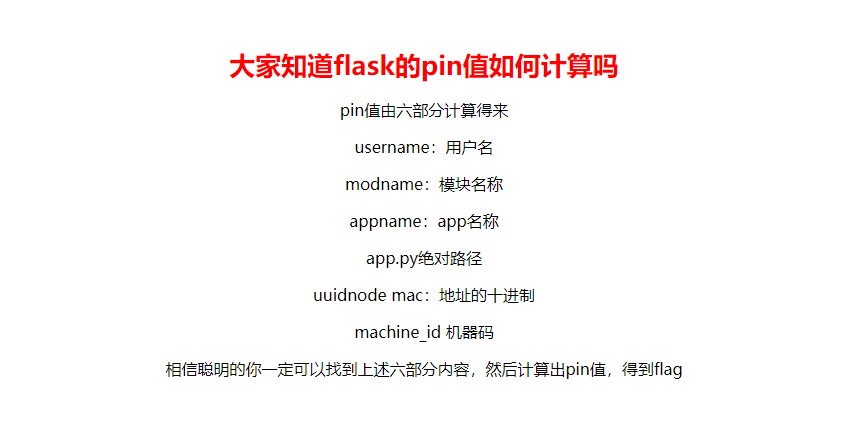 大家知道flask的pin值如何计算吗
pin值由六部分计算得来
username：用户名
modname：模块名称
appname：app名称
app.py绝对路径
uuidnode mac：地址的十进制
machine_id 机器码
相信聪明的你一定可以找到上述六部分内容，然后计算出pin值，得到flag